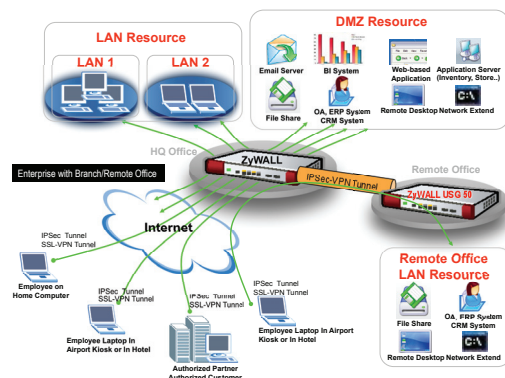 LAN Resource
LAN 1
LAN 2
DMZ Resource
Email Server
BI System
Web-based
Application
Application Server
(Inventory, Store..)
File Share
OA, ERP System
CRM System
Remote Desktop
Network Extend
C:\
HQ Office
ZyWALL
IPSec-VPN Tunnel
Remote Office
ZyWALL USG 50
Enterprise with Branch/Remote Office
Internet
IPSec Tunnel
SSL-VPN Tunnel
Employee on
Home Computer
IPSec Tunnel
SSL-VPN Tunnel
Employee Laptop In
Airport Kiosk or In Hotel
IPSec Tunnel
SSL-VPN Tunnel
Authorized Partner
Authorized Customer
IPSec Tunnel
SSL-VPN Tunnel
Employee Laptop In Airport
Kiosk or In Hotel
Remote Office
LAN Resource
File Share
OA, ERP System
CRM System
Remote Desktop
Network Extend
C:\